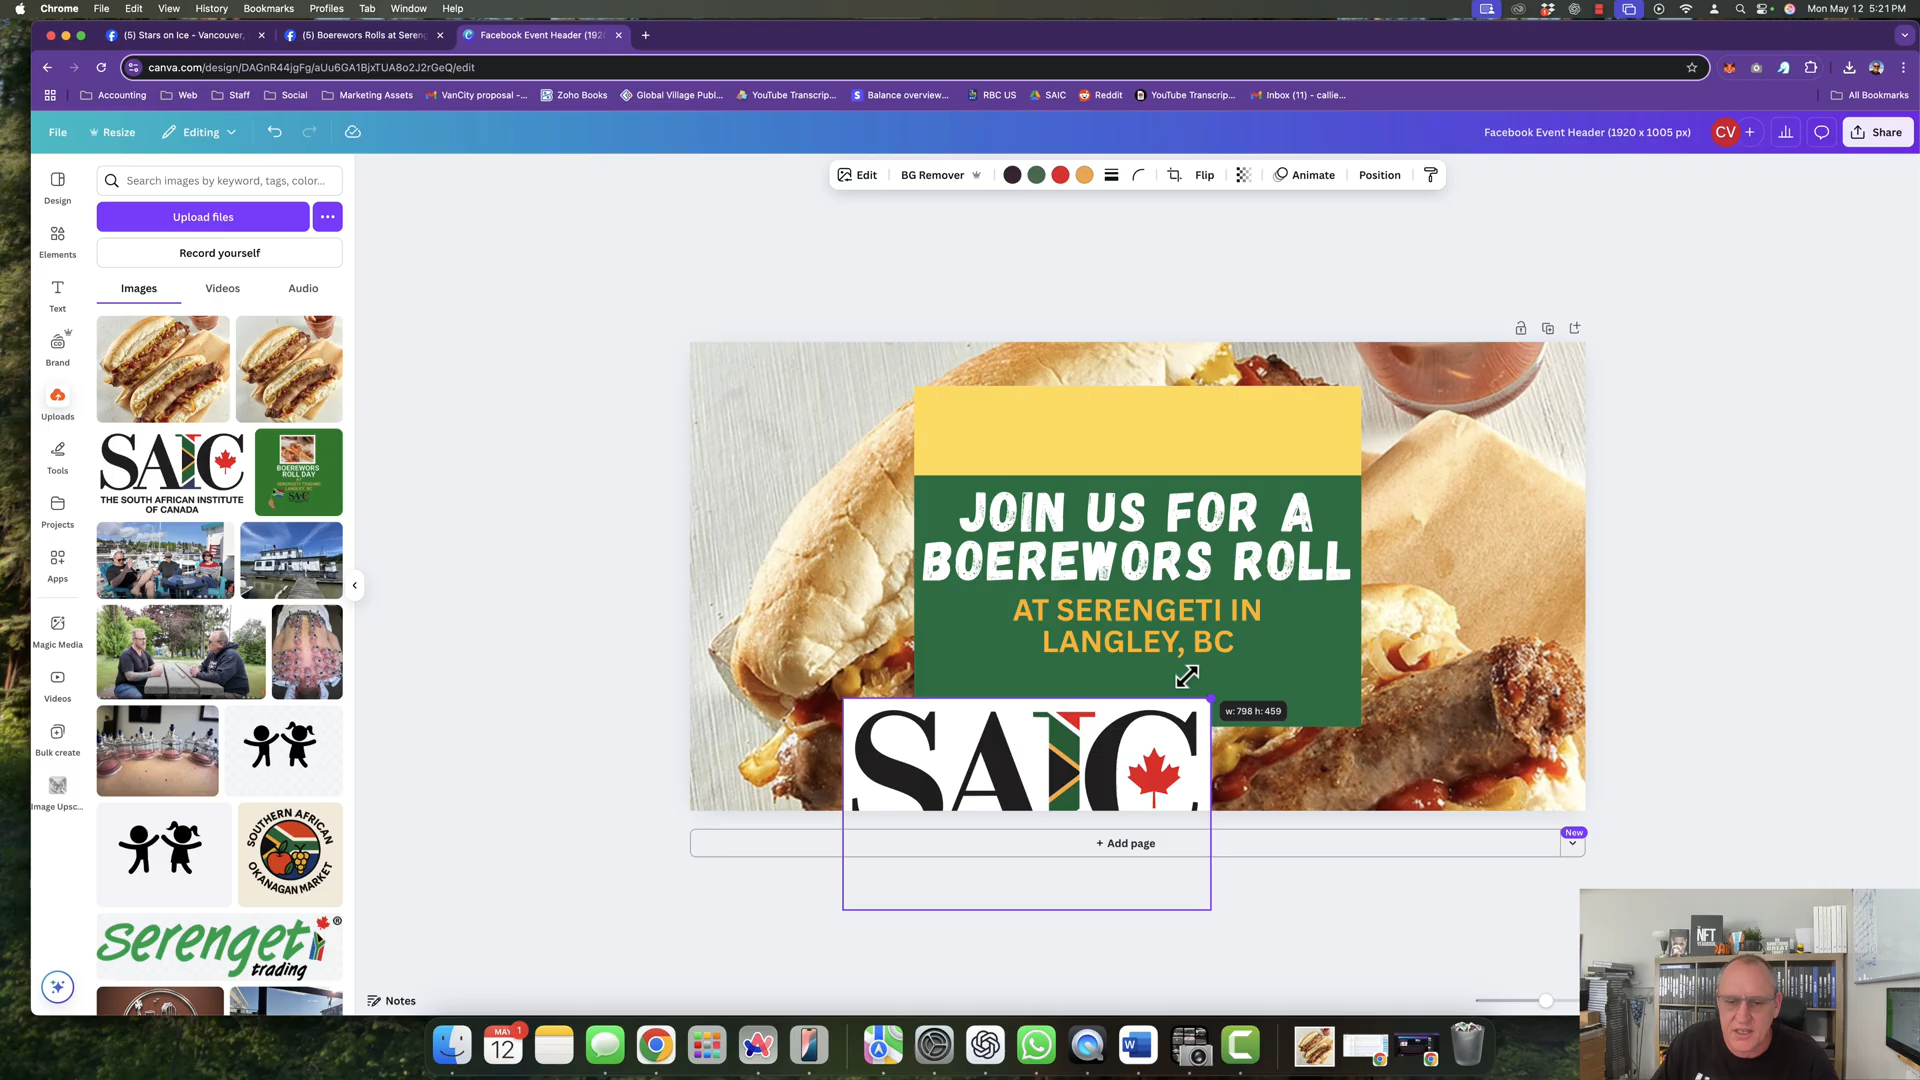 Chrome File Edit View History Bookmarks Profiles Tab Window Help
Mon May 12 5:21 PM
(5) Stars on Ice - Vancouver,
(5) Boerewors Rolls at Sereng
Facebook Event Header (192
canva.com/design/DAGnR44jgFg/aUu6GA1BjxTUA8o2J2rGeQ/edit
Accounting Web Staff Social Marketing Assets VanCity proposal -... Zoho Books Global Village Publ... YouTube Transcrip... Balance overview... RBC US SAIC Reddit YouTube Transcrip... Inbox (11) - callie... All Bookmarks
File Resize Editing
Facebook Event Header (1920 x 1005 px)
CV
Share
Search images by keyword, tags, color...
Edit BG Remover Flip Animate Position
Upload files
Record yourself
Images Videos Audio
Design
Elements
Text
Brand
Uploads
Tools
Projects
Apps
Magic Media
Videos
Bulk create
Image Upsc...
SAIC
THE SOUTH AFRICAN INSTITUTE
OF CANADA
BOEREWORS
ROLL DAY
AT
SERENGETI TRADING
LANGLEY, BC
SOUTHERN AFRICAN
OKANAGAN MARKET
serenget
trading
JOIN US FOR A
BOEREWORS ROLL
AT SERENGETI IN
LANGLEY, BC
w: 798 h: 459
SAIC
+ Add page
New
Notes
MAY
12
1
NFT